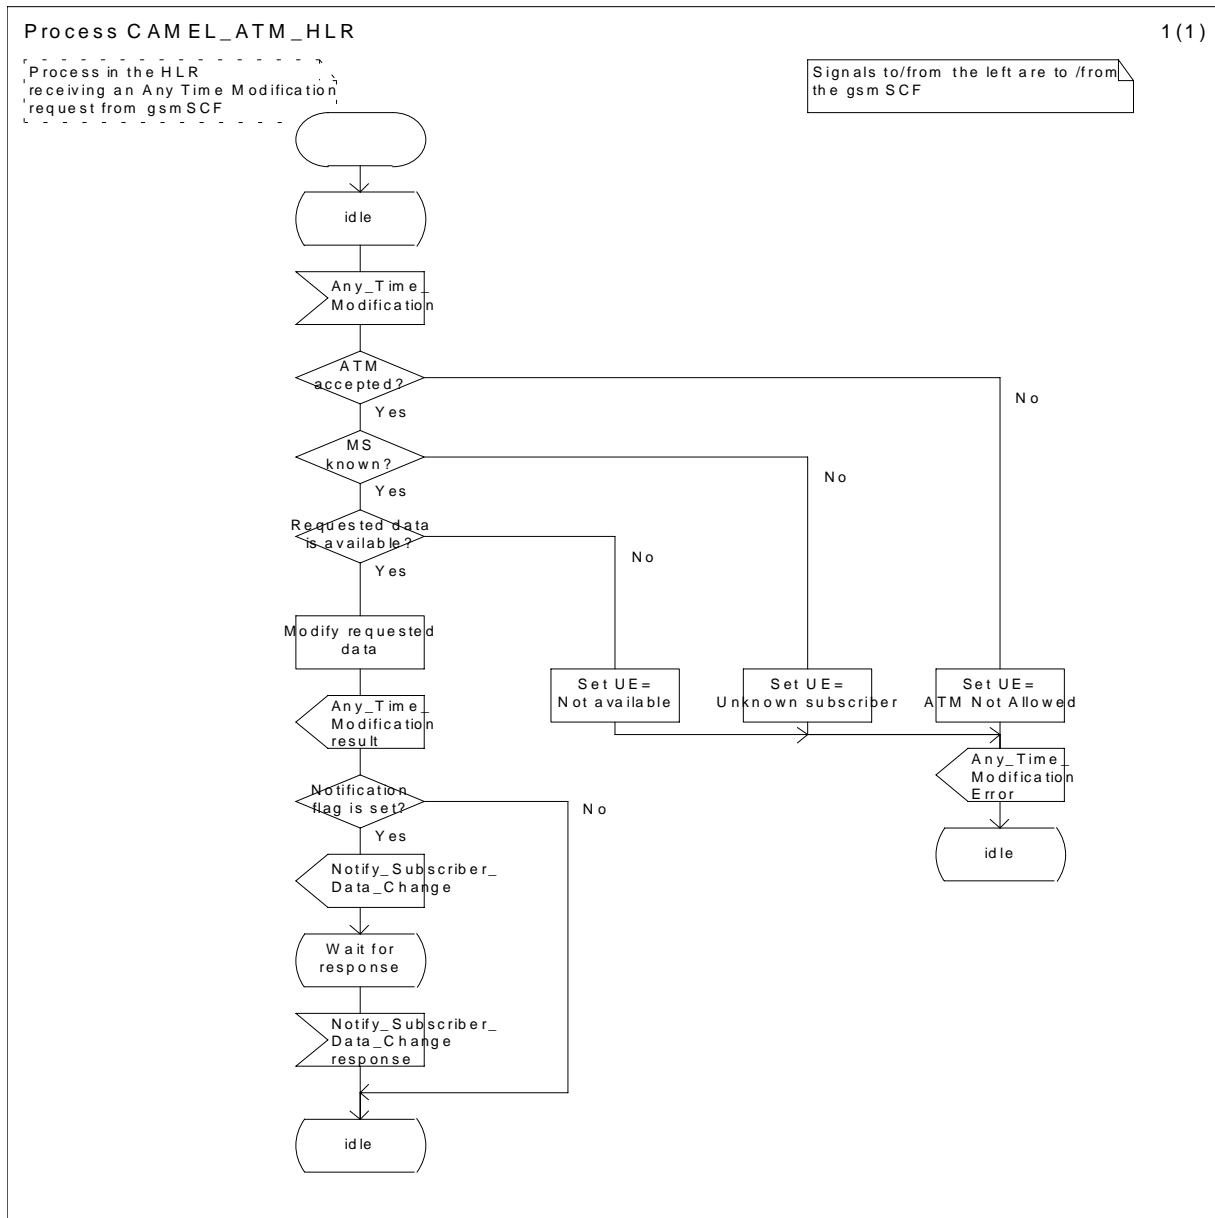 Process CAMEL_ATM_HLR
1(1)
Process in the HLR
receiving an Any Time Modification
request from gsmSCF
Signals to/from the left are to /from
the gsmSCF
idle
Any_Time_
Modification
ATM
accepted?
No
Yes
MS
known?
No
Yes
Requested data
is available?
No
Yes
Modify requested
data
Set UE=
Not available
Set UE=
Unknown subscriber
Set UE=
ATM Not Allowed
Any_Time_
Modification
result
Any_Time_
Modification
Error
Notification
flag is set?
No
Yes
idle
Notify_Subscriber_
Data_Change
Wait for
response
Notify_Subscriber_
Data_Change
response
idle